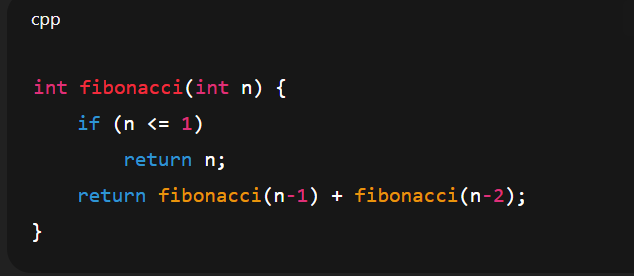 cpp
int fibonacci(int n) {
    if (n <= 1)
        return n;
    return fibonacci(n-1) + fibonacci(n-2);
}